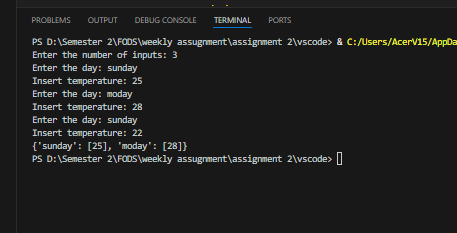 PROBLEMS OUTPUT DEBUG CONSOLE TERMINAL PORTS
PS D:\Semester 2\FODS\weekly assugnment\assignment 2\vscode> & C:/Users/AcerV15/AppDa
Enter the number of inputs: 3
Enter the day: sunday
Insert temperature: 25
Enter the day: moday
Insert temperature: 28
Enter the day: sunday
Insert temperature: 22
{'sunday': [25], 'moday': [28]}
PS D:\Semester 2\FODS\weekly assugnment\assignment 2\vscode>